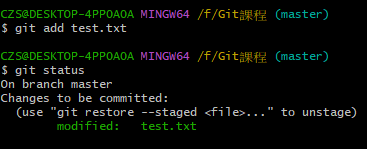 CZS@DESKTOP-4PPOAOA MINGW64 /f/Git課程 (master)
$ git add test.txt
CZS@DESKTOP-4PPOAOA MINGW64 /f/Git課程 (master)
$ git status
On branch master
Changes to be committed:
(use "git restore --staged <file>..." to unstage)
modified: test.txt